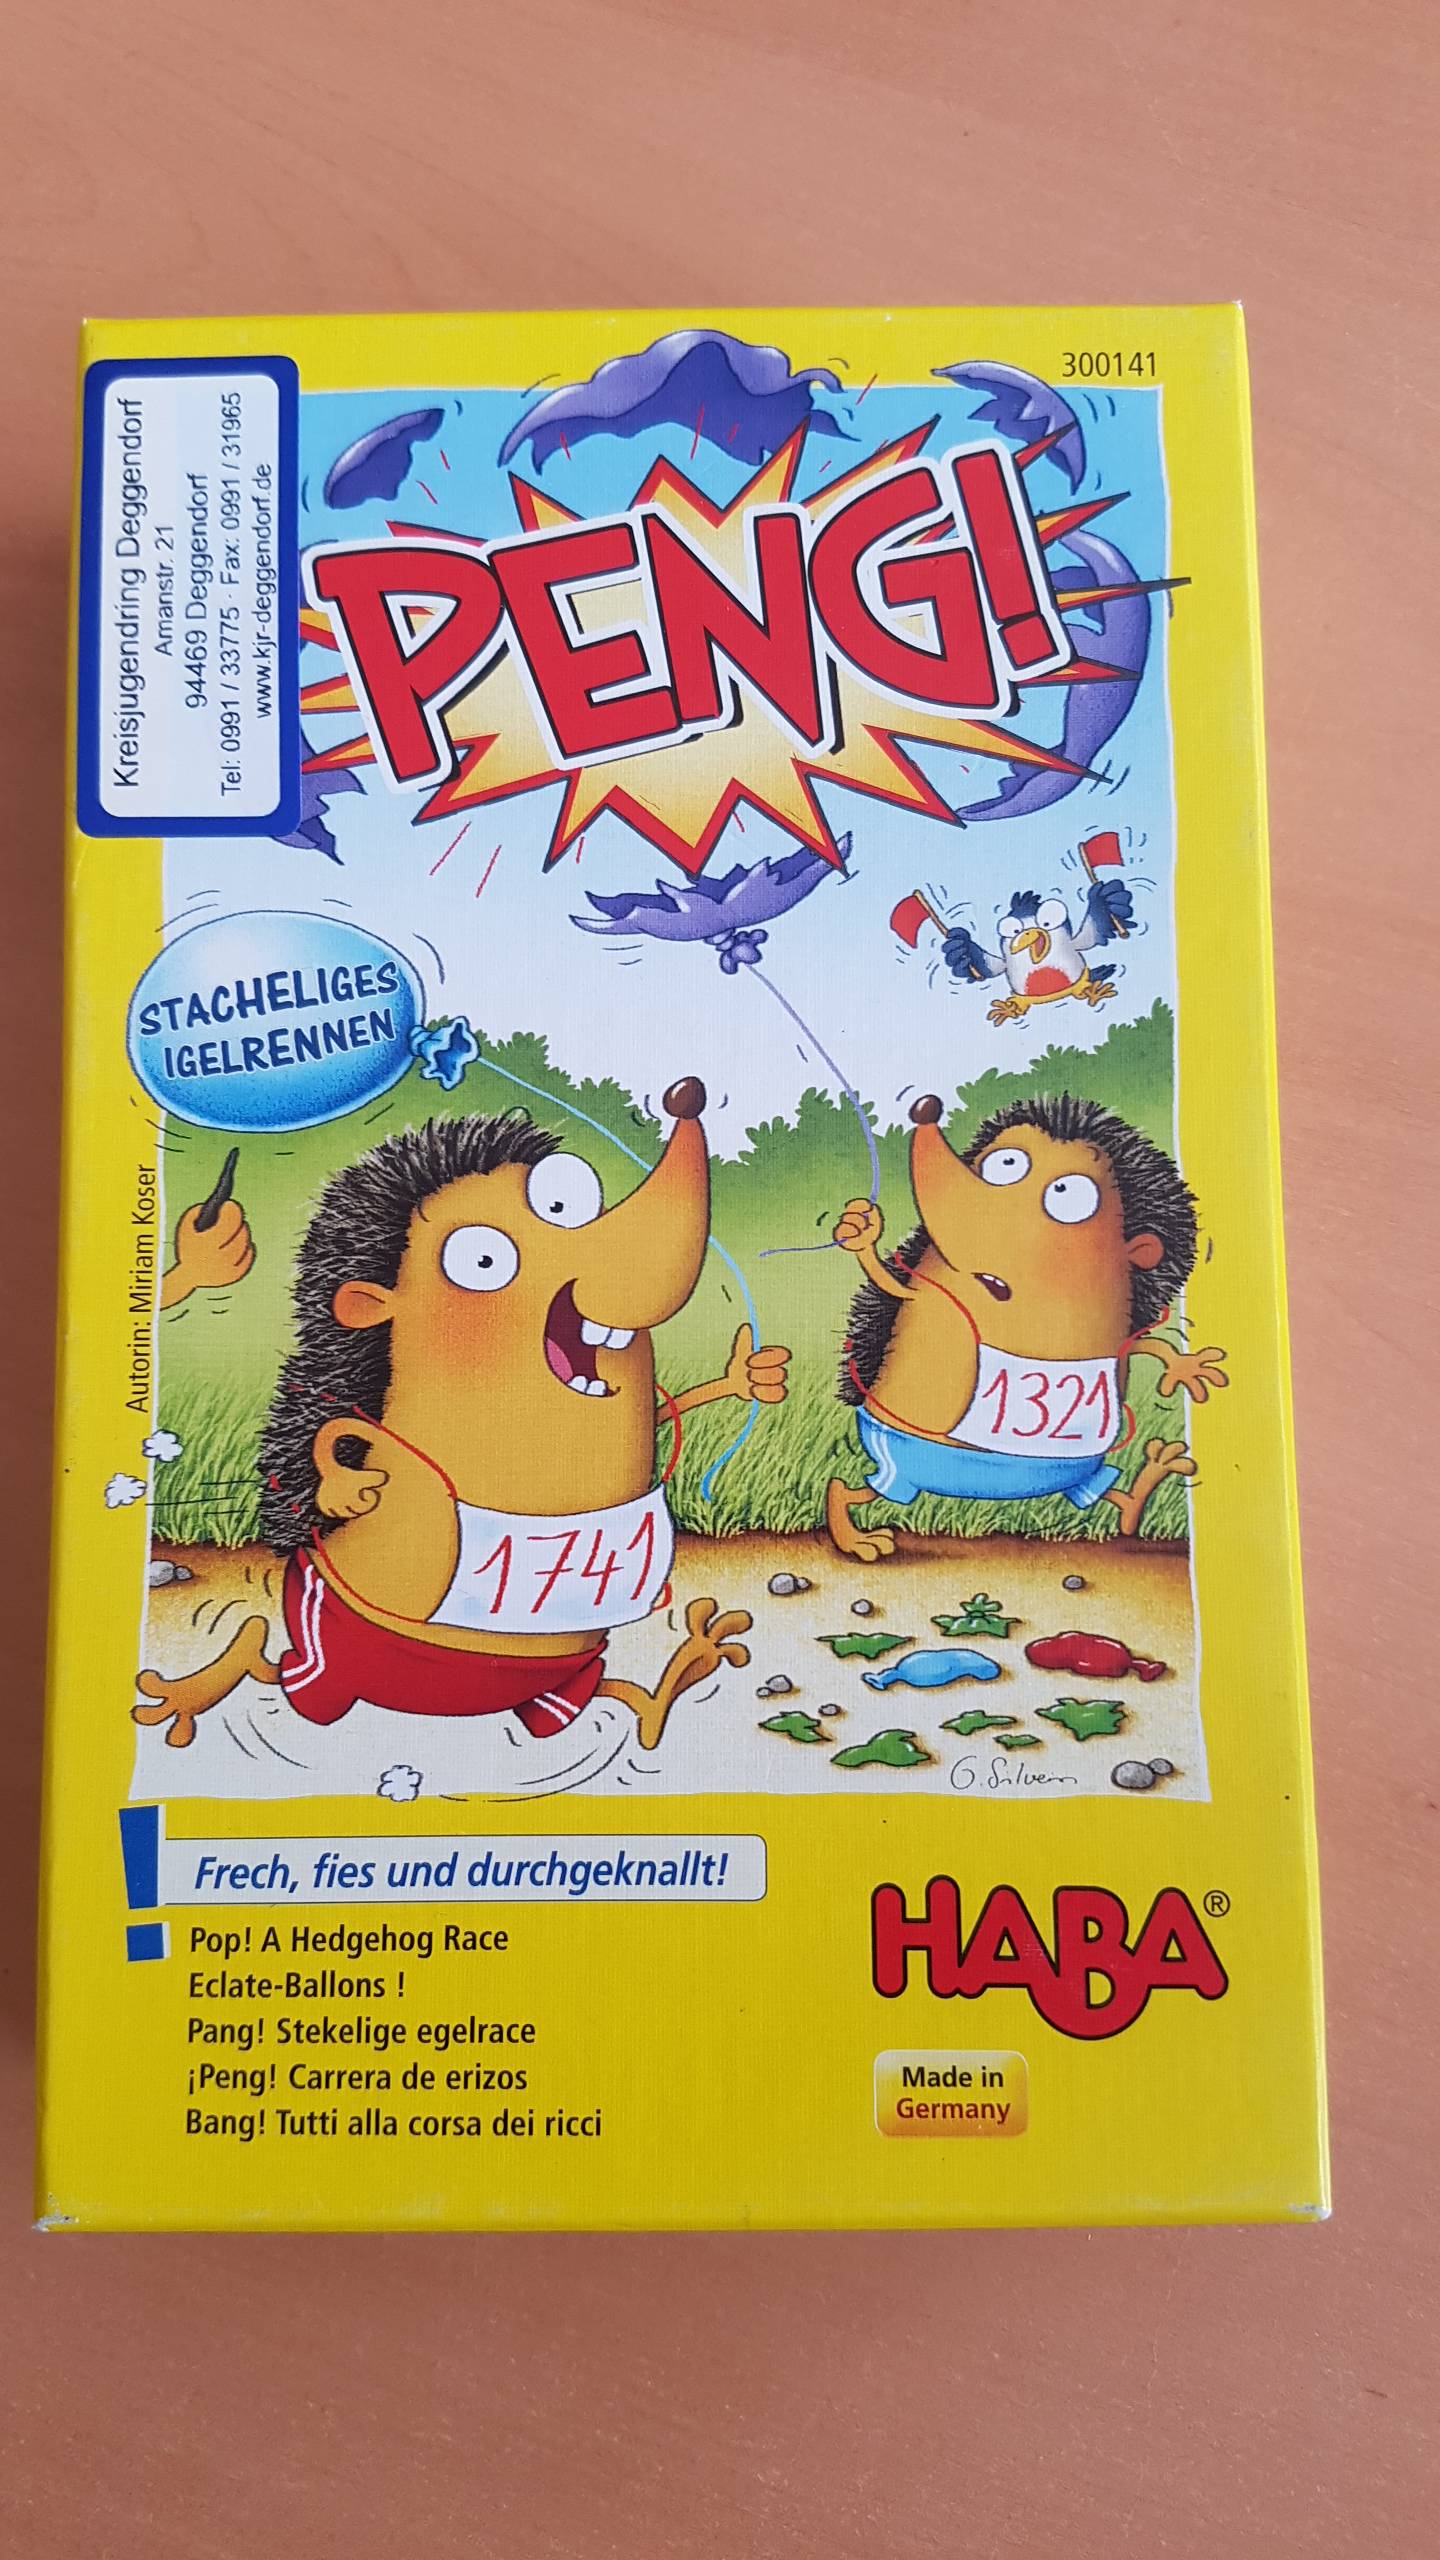 300141
Kreisjugendring Deggendorf
Amanstr. 21
94469 Deggendorf
Tel: 0991 / 33775 · Fax: 0991 / 31965
www.kjr-deggendorf.de
PENG!
STACHELIGES
IGELRENNEN
Autorin: Miriam Koser
1321
1741
G. Silveir
Frech, fies und durchgeknallt!
Pop! A Hedgehog Race
Eclate-Ballons !
Pang! Stekelige egelrace
¡Peng! Carrera de erizos
Bang! Tutti alla corsa dei ricci
HABA®
Made in
Germany